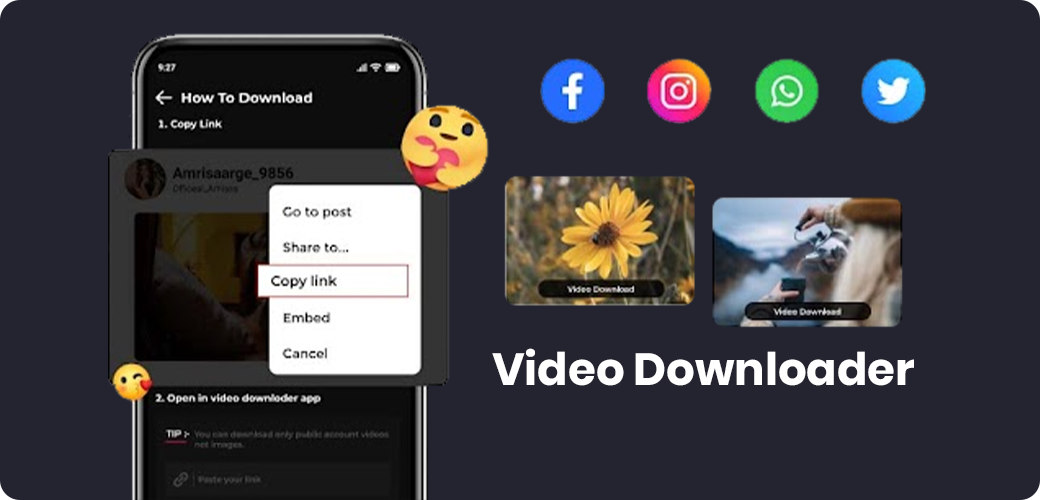 9:27
How To Download
1. Copy Link
Amrisaarge_9856
Official_Amrisa
Go to post
Share to...
Copy link
Embed
Cancel
2. Open in video downloder app
TIP :- You can download only public account videos
not images.
Paste your link
Video Download
Video Download
Video Downloader